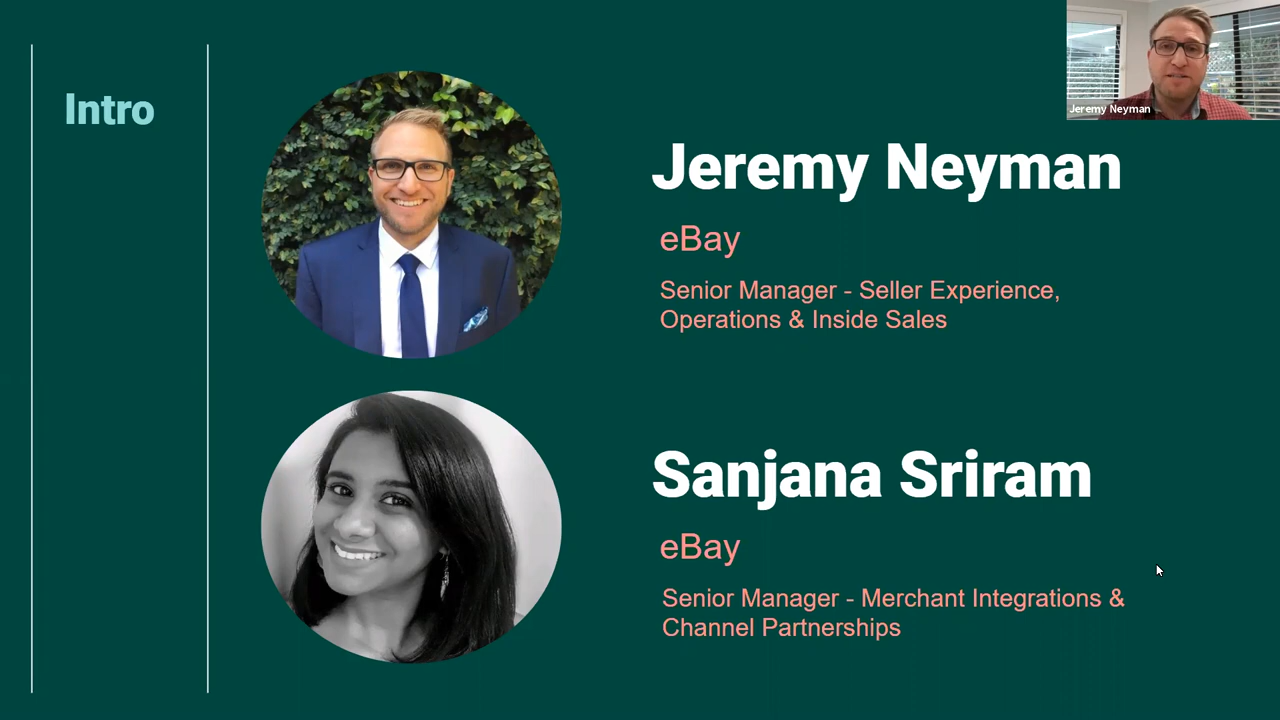 Intro
Jeremy Neyman
Jeremy Neyman
eBay
Senior Manager - Seller Experience,
Operations & Inside Sales
Sanjana Sriram
eBay
Senior Manager - Merchant Integrations &
Channel Partnerships